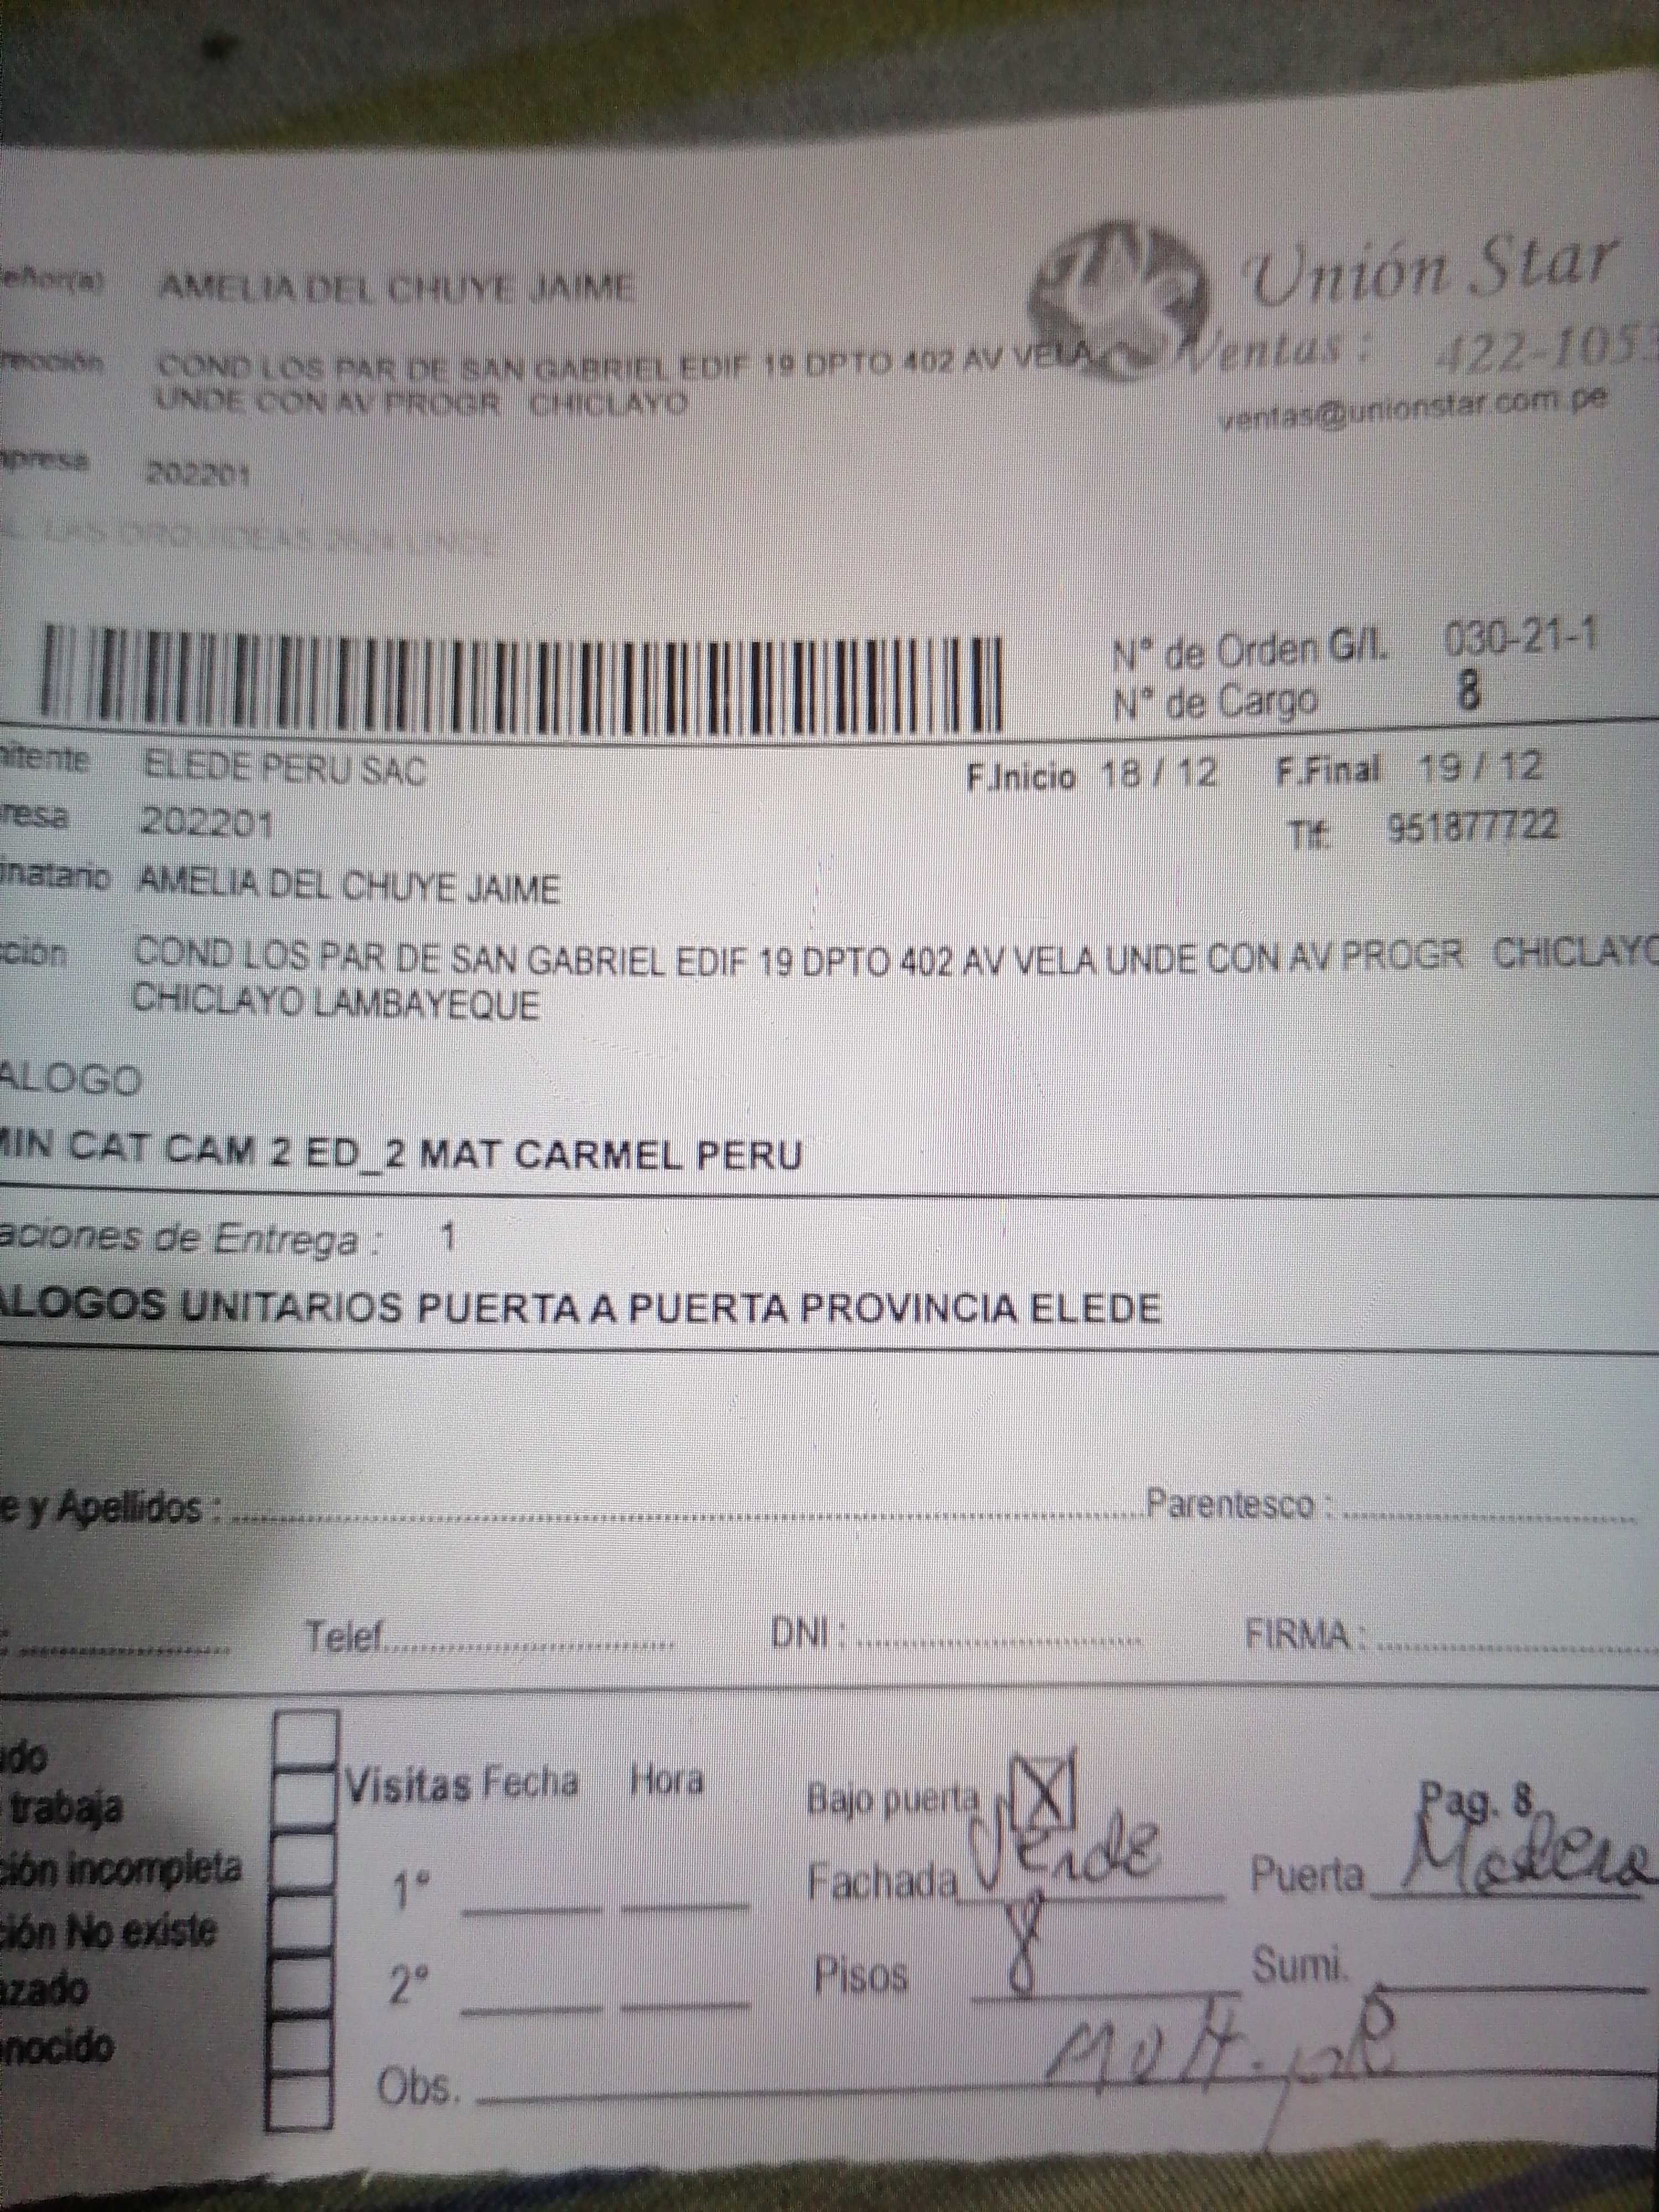 eñor(a) AMELIA DEL CHUYE JAIME
Unión Star
rección COND LOS PAR DE SAN GABRIEL EDIF 19 DPTO 402 AV VELA
Ventas : 422-1053
UNDE CON AV PROGR CHICLAYO
ventas@unionstar.com.pe
presa 202201
LAS ORQUIDEAS LINCE
N° de Orden G/I. 030-21-1
N° de Cargo 8
itente ELEDE PERU SAC F.Inicio 18 / 12 F.Final 19 / 12
resa 202201 Tlf: 951877722
inatario AMELIA DEL CHUYE JAIME
ción COND LOS PAR DE SAN GABRIEL EDIF 19 DPTO 402 AV VELA UNDE CON AV PROGR CHICLAYO
CHICLAYO LAMBAYEQUE
ALOGO
MIN CAT CAM 2 ED_2 MAT CARMEL PERU
aciones de Entrega : 1
ALOGOS UNITARIOS PUERTA A PUERTA PROVINCIA ELEDE
e y Apellidos : Parentesco :
: Telef. DNI : FIRMA :
do
Visitas Fecha Hora Bajo puerta X Pag. 8
trabaja
ción incompleta 1° Fachada Verde Puerta Madera
ción No existe
azado 2° Pisos 8 Sumi.
nocido
Obs.